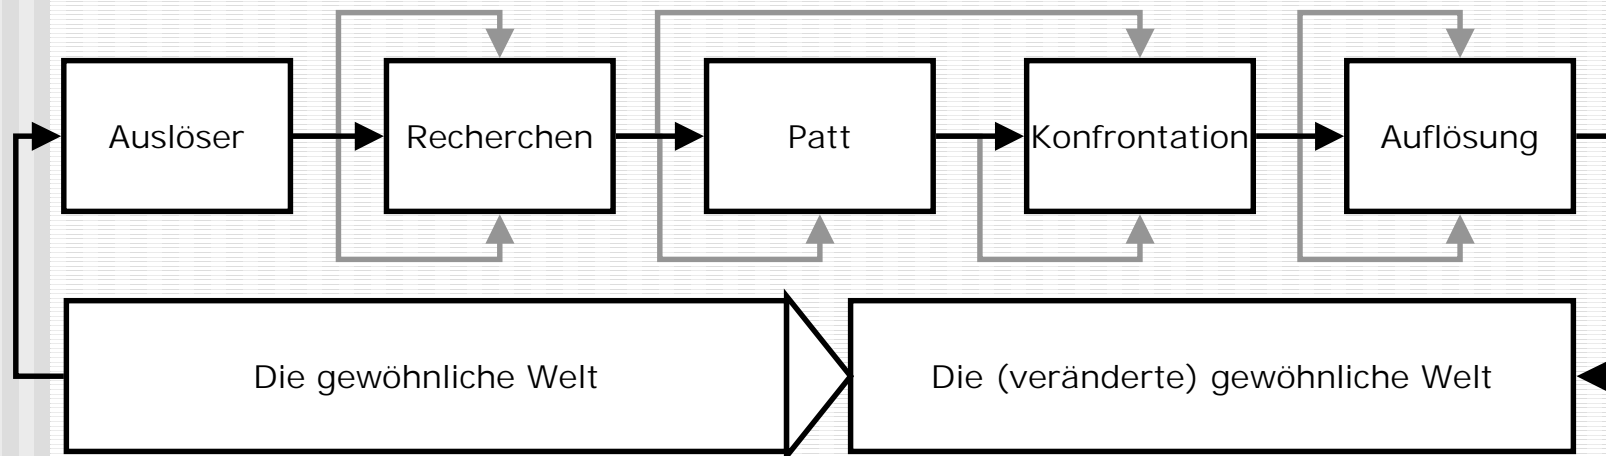 Auslöser
Recherchen
Patt
Konfrontation
Auflösung
Die gewöhnliche Welt
Die (veränderte) gewöhnliche Welt